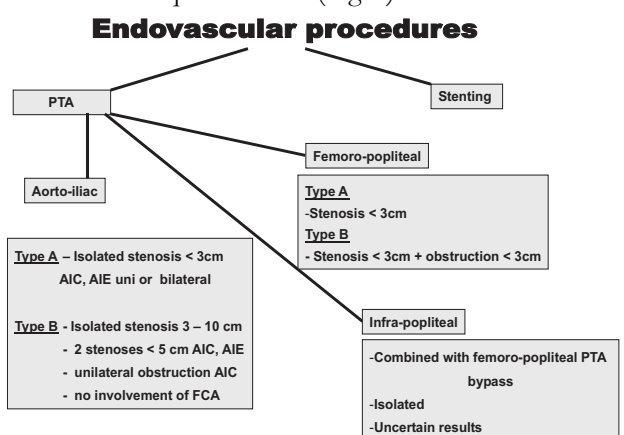 Endovascular procedures
PTA
Stenting
Femoro-popliteal
Aorto-iliac
Type A
-Stenosis < 3cm
Type B
- Stenosis < 3cm + obstruction < 3cm
Type A – Isolated stenosis < 3cm
AIC, AIE uni or bilateral
Type B - Isolated stenosis 3 – 10 cm
- 2 stenoses < 5 cm AIC, AIE
- unilateral obstruction AIC
- no involvement of FCA
Infra-popliteal
-Combined with femoro-popliteal PTA
bypass
-Isolated
-Uncertain results